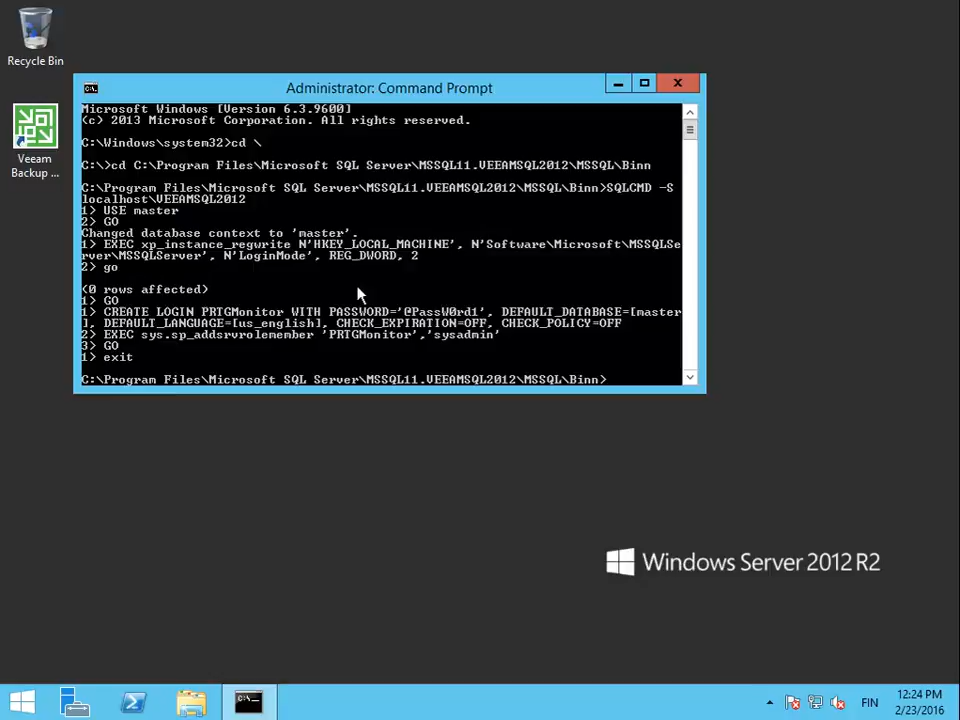 Recycle Bin
Veeam
Backup ...
Administrator: Command Prompt
Microsoft Windows [Version 6.3.9600]
(c) 2013 Microsoft Corporation. All rights reserved.
C:\Windows\system32>cd \
C:\>cd C:\Program Files\Microsoft SQL Server\MSSQL11.VEEAMSQL2012\MSSQL\Binn
C:\Program Files\Microsoft SQL Server\MSSQL11.VEEAMSQL2012\MSSQL\Binn>SQLCMD -S
localhost\VEEAMSQL2012
1> USE master
2> GO
Changed database context to 'master'.
1> EXEC xp_instance_regwrite N'HKEY_LOCAL_MACHINE', N'Software\Microsoft\MSSQLSe
rver\MSSQLServer', N'LoginMode', REG_DWORD, 2
2> go
(0 rows affected)
1> GO
1> CREATE LOGIN PRTGMonitor WITH PASSWORD='@PassW0rd1', DEFAULT_DATABASE=[master
], DEFAULT_LANGUAGE=[us_english], CHECK_EXPIRATION=OFF, CHECK_POLICY=OFF
2> EXEC sys.sp_addsrvrolemember 'PRTGMonitor','sysadmin'
3> GO
1> exit
C:\Program Files\Microsoft SQL Server\MSSQL11.VEEAMSQL2012\MSSQL\Binn>
Windows Server 2012 R2
FIN
12:24 PM
2/23/2016